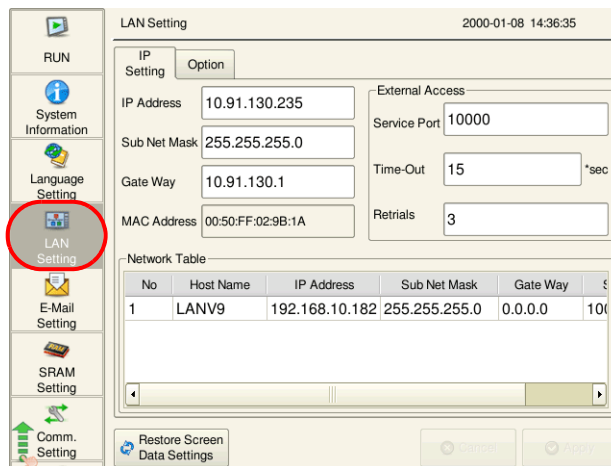 LAN Setting 2000-01-08 14:36:35
RUN
System
Information
Language
Setting
LAN
Setting
E-Mail
Setting
SRAM
Setting
Comm.
Setting
IP
Setting
Option
IP Address 10.91.130.235
Sub Net Mask 255.255.255.0
Gate Way 10.91.130.1
MAC Address 00:50:FF:02:9B:1A
External Access
Service Port 10000
Time-Out 15 *sec
Retrials 3
Network Table
No Host Name IP Address Sub Net Mask Gate Way
1 LANV9 192.168.10.182 255.255.255.0 0.0.0.0
Restore Screen
Data Settings
Cancel
Apply